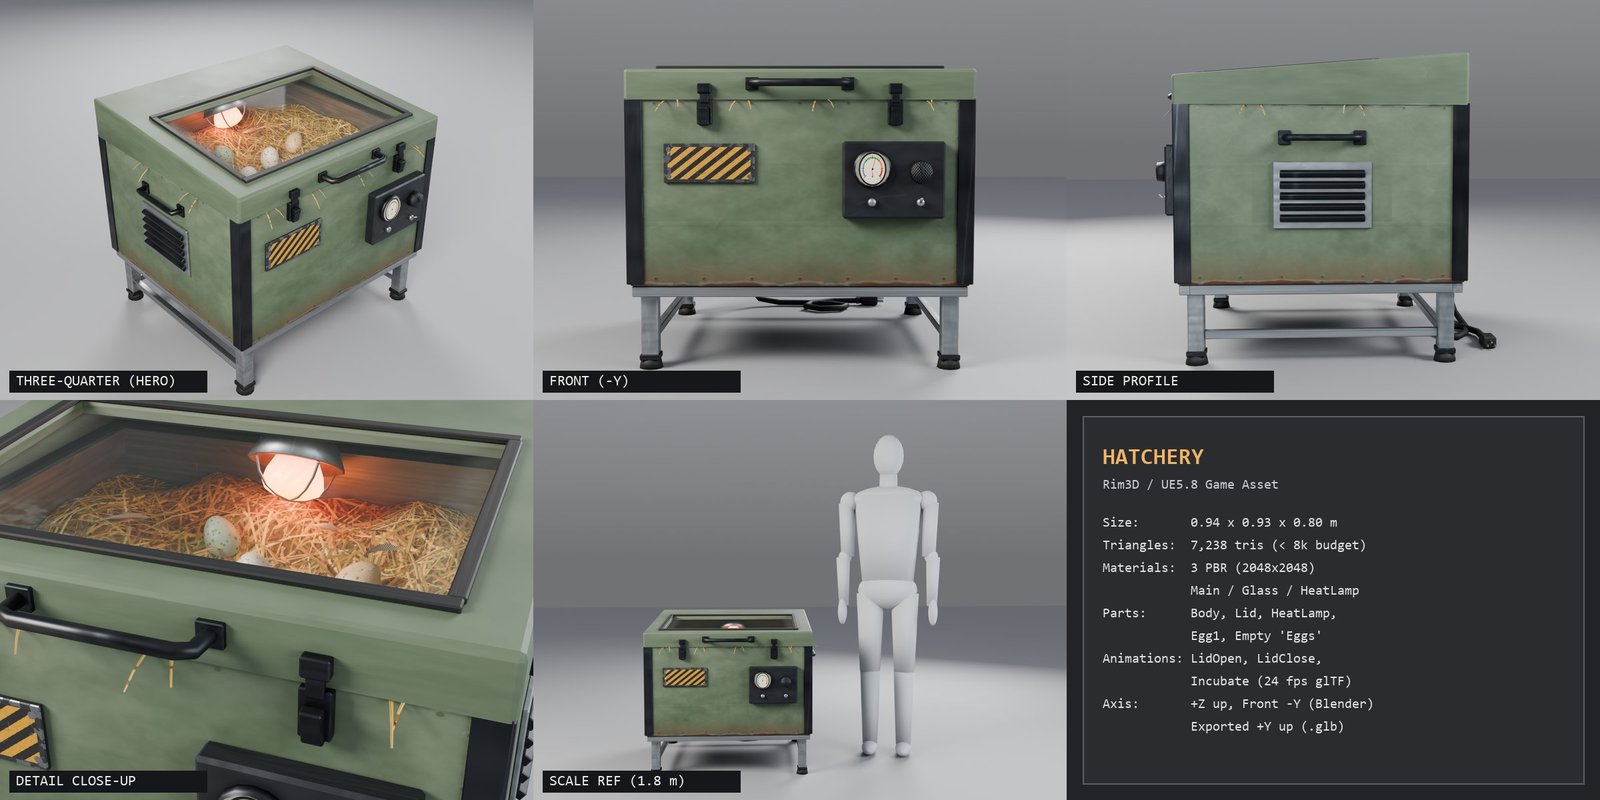 THREE-QUARTER (HERO)
FRONT (-Y)
SIDE PROFILE
DETAIL CLOSE-UP
SCALE REF (1.8 m)
HATCHERY
Rim3D / UE5.8 Game Asset
Size: 0.94 x 0.93 x 0.80 m
Triangles: 7,238 tris (< 8k budget)
Materials: 3 PBR (2048x2048)
Main / Glass / HeatLamp
Parts: Body, Lid, HeatLamp,
Egg1, Empty 'Eggs'
Animations: LidOpen, LidClose,
Incubate (24 fps glTF)
Axis: +Z up, Front -Y (Blender)
Exported +Y up (.glb)